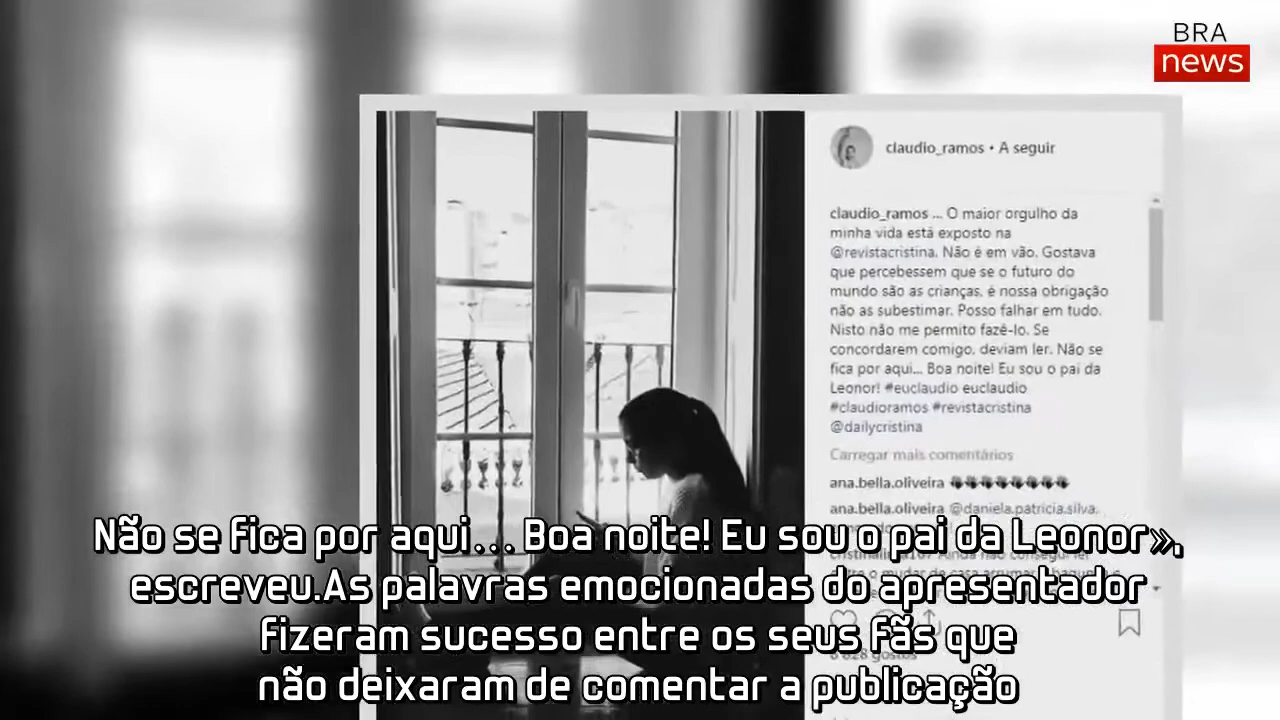 BRA
news
claudio_ramos • A seguir
claudio_ramos ... O maior orgulho da
minha vida está exposto na
@revistacristina. Não é em vão. Gostava
que percebessem que se o futuro do
mundo são as crianças, é nossa obrigação
não as subestimar. Posso falhar em tudo.
Nisto não me permito fazê-lo. Se
concordarem comigo, deviam ler. Não se
fica por aqui... Boa noite! Eu sou o pai da
Leonor! #euclaudio euclaudio
#claudioramos #revistacristina
@dailycristina
Carregar mais comentários
ana.bella.oliveira
ana.bella.oliveira @daniela.patricia.silva.
Não se fica por aqui... Boa noite! Eu sou o pai da Leonor»,
escreveu.As palavras emocionadas do apresentador
fizeram sucesso entre os seus fãs que
não deixaram de comentar a publicação